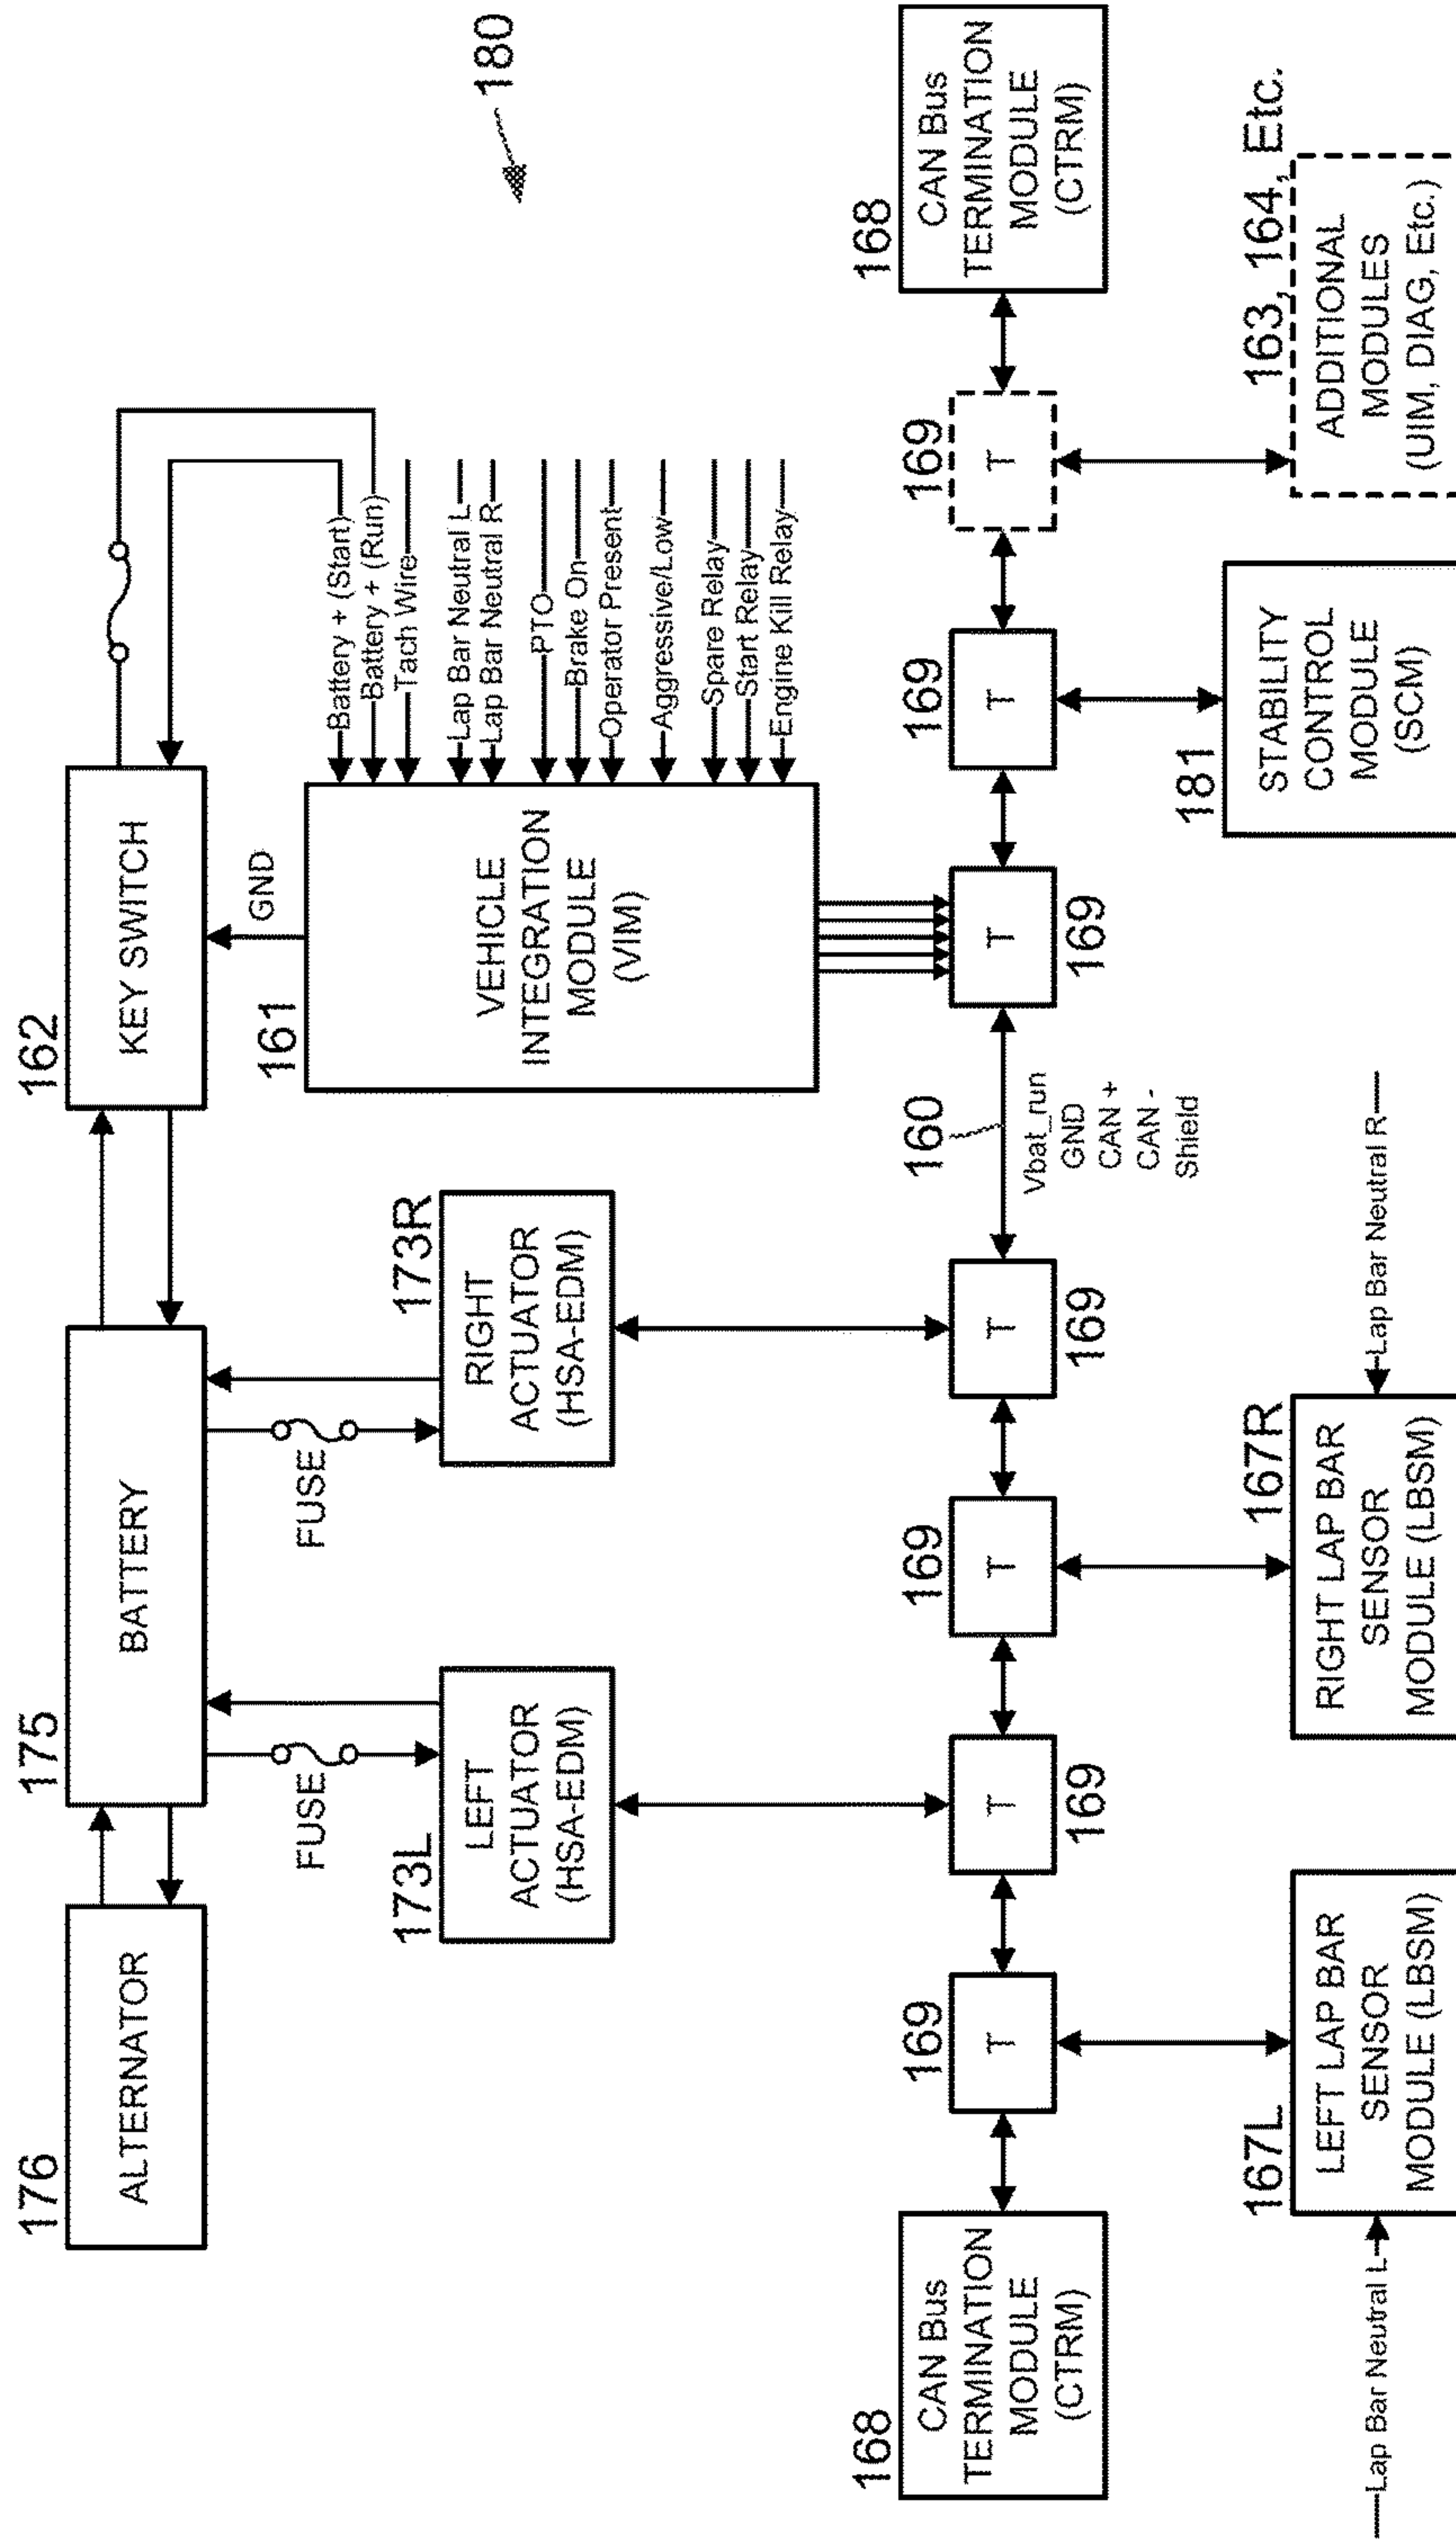 176
ALTERNATOR
175
BATTERY
162
KEY SWITCH
180
FUSE
FUSE
GND
173L
LEFT
ACTUATOR
(HSA-EDM)
173R
RIGHT
ACTUATOR
(HSA-EDM)
161
VEHICLE
INTEGRATION
MODULE
(VIM)
Battery + (Start)
Battery + (Run)
Tach Wire
Lap Bar Neutral L
Lap Bar Neutral R
PTO
Brake On
Operator Present
Aggressive/Low
Spare Relay
Start Relay
Engine Kill Relay
168
CAN Bus
TERMINATION
MODULE
(CTRM)
169
T
T
169
169
T
T
169
160
Vbat_run
GND
CAN +
CAN -
Shield
T
169
169
T
169
T
168
CAN Bus
TERMINATION
MODULE
(CTRM)
Lap Bar Neutral L
167L
LEFT LAP BAR
SENSOR
MODULE (LBSM)
167R
RIGHT LAP BAR
SENSOR
MODULE (LBSM)
Lap Bar Neutral R
181
STABILITY
CONTROL
MODULE
(SCM)
163, 164, Etc.
ADDITIONAL
MODULES
(UIM, DIAG, Etc.)